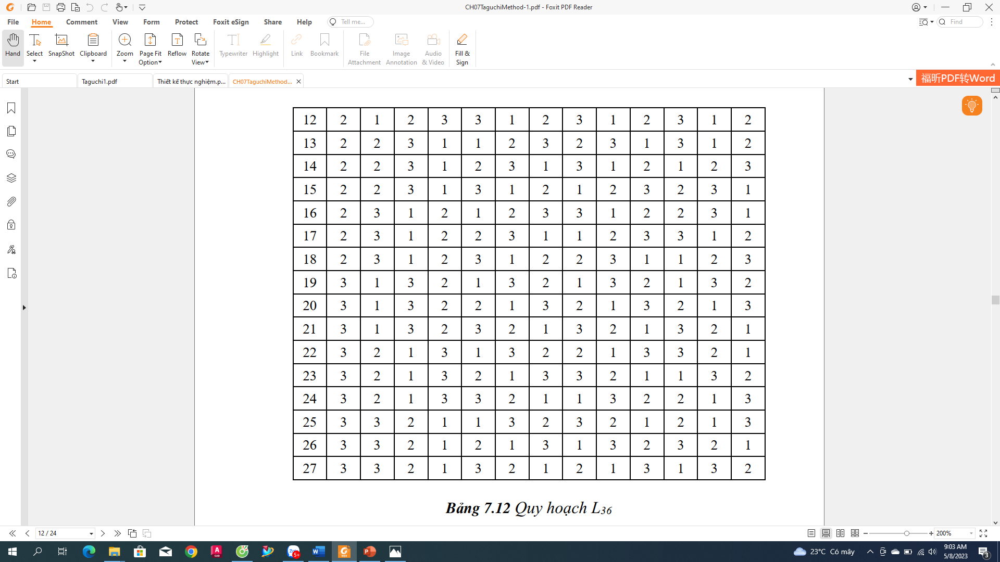 CH07TaguchiMethod-1.pdf - Foxit PDF Reader
File Home Comment View Form Protect Foxit eSign Share Help Tell me... Find
Hand Select SnapShot Clipboard Zoom Page Fit Option Reflow Rotate View Typewriter Highlight Link Bookmark File Attachment Image Annotation Audio & Video Fill & Sign
Start Taguchi1.pdf Thiết kế thực nghiệm.p... CH07TaguchiMethod... 福昕PDF转Word
12 2 1 2 3 3 1 2 3 1 2 3 1 2
13 2 2 3 1 1 2 3 2 3 1 3 1 2
14 2 2 3 1 2 3 1 3 1 2 1 2 3
15 2 2 3 1 3 1 2 1 2 3 2 3 1
16 2 3 1 2 1 2 3 3 1 2 2 3 1
17 2 3 1 2 2 3 1 1 2 3 3 1 2
18 2 3 1 2 3 1 2 2 3 1 1 2 3
19 3 1 3 2 1 3 2 1 3 2 1 3 2
20 3 1 3 2 2 1 3 2 1 3 2 1 3
21 3 1 3 2 3 2 1 3 2 1 3 2 1
22 3 2 1 3 1 3 2 2 1 3 3 2 1
23 3 2 1 3 2 1 3 3 2 1 1 3 2
24 3 2 1 3 3 2 1 1 3 2 2 1 3
25 3 3 2 1 1 3 2 3 2 1 2 1 3
26 3 3 2 1 2 1 3 1 3 2 3 2 1
27 3 3 2 1 3 2 1 2 1 3 1 3 2
Bảng 7.12 Quy hoạch L36
12 / 24 200%
23°C Có mây 9:03 AM
5/8/2023 3